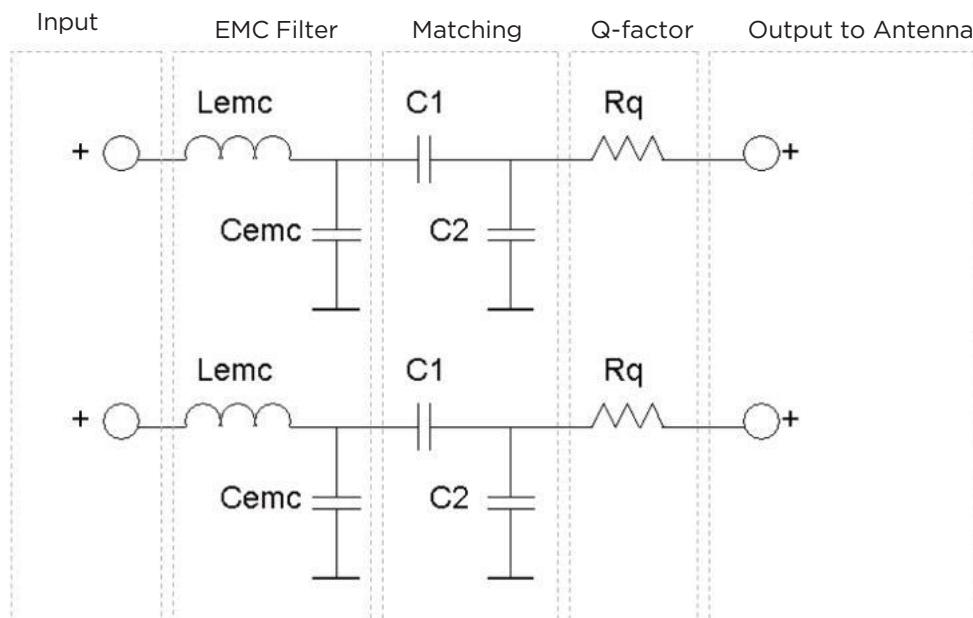 Input EMC Filter Matching Q-factor Output to Antenna
Lemc C1 Rq
+ +
Cemc C2
Lemc C1 Rq
+ +
Cemc C2